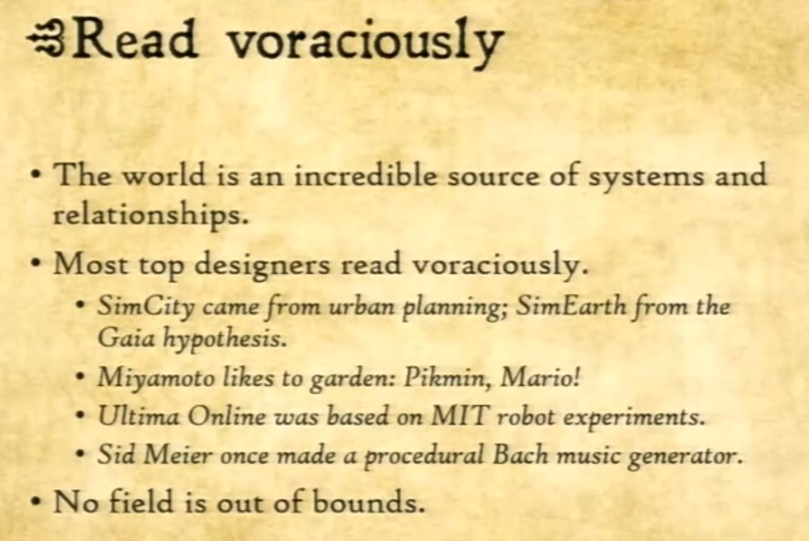 Read voraciously
• The world is an incredible source of systems and
relationships.
• Most top designers read voraciously.
• SimCity came from urban planning; SimEarth from the
Gaia hypothesis.
• Miyamoto likes to garden: Pikmin, Mario!
• Ultima Online was based on MIT robot experiments.
• Sid Meier once made a procedural Bach music generator.
• No field is out of bounds.